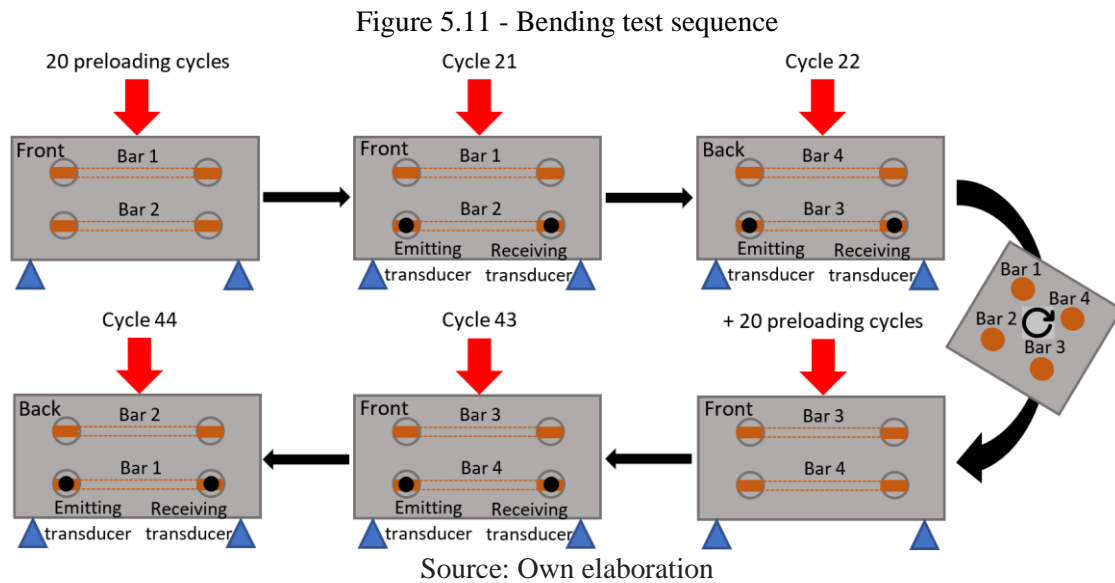 Figure 5.11 - Bending test sequence
20 preloading cycles
Front
Bar 1
Bar 2
Cycle 21
Front
Bar 1
Bar 2
Emitting
transducer
Receiving
transducer
Cycle 22
Back
Bar 4
Bar 3
Emitting
transducer
Receiving
transducer
Bar 1
Bar 4
Bar 2
Bar 3
+ 20 preloading cycles
Front
Bar 3
Bar 4
Cycle 43
Front
Bar 3
Bar 4
Emitting
transducer
Receiving
transducer
Cycle 44
Back
Bar 2
Bar 1
Emitting
transducer
Receiving
transducer
Source: Own elaboration